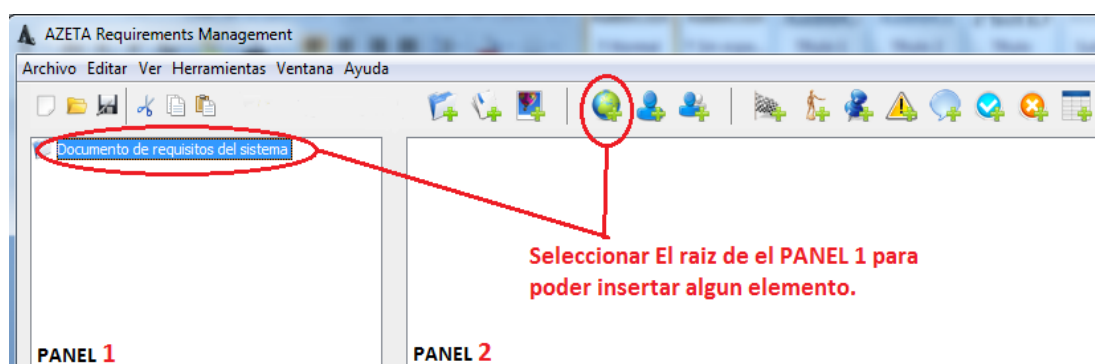 AZETA Requirements Management
Archivo Editar Ver Herramientas Ventana Ayuda
Documento de requisitos del sistema
Seleccionar El raiz de el PANEL 1 para
poder insertar algun elemento.
PANEL 1
PANEL 2